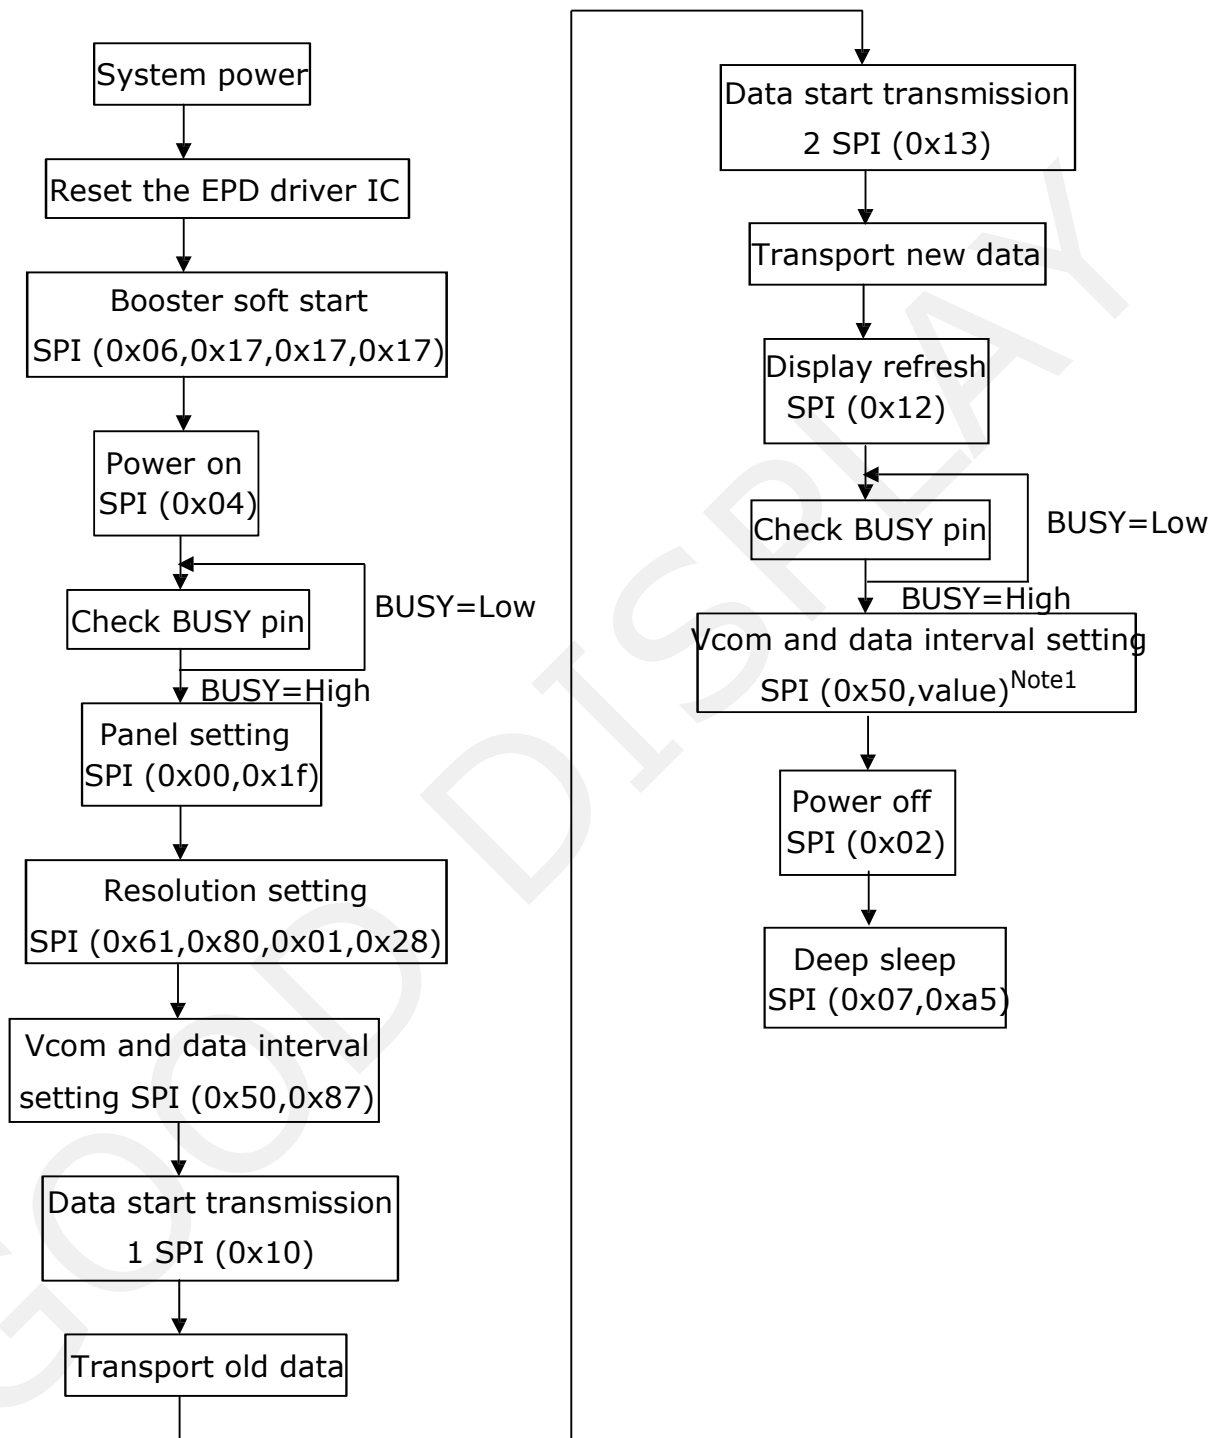 System power
Reset the EPD driver IC
Booster soft start
SPI (0x06,0x17,0x17,0x17)
Power on
SPI (0x04)
Check BUSY pin
BUSY=Low
BUSY=High
Panel setting
SPI (0x00,0x1f)
Resolution setting
SPI (0x61,0x80,0x01,0x28)
Vcom and data interval
setting SPI (0x50,0x87)
Data start transmission
1 SPI (0x10)
Transport old data
Data start transmission
2 SPI (0x13)
Transport new data
Display refresh
SPI (0x12)
Check BUSY pin
BUSY=Low
BUSY=High
Vcom and data interval setting
SPI (0x50,value)Note1
Power off
SPI (0x02)
Deep sleep
SPI (0x07,0xa5)
GOOD DISPLAY